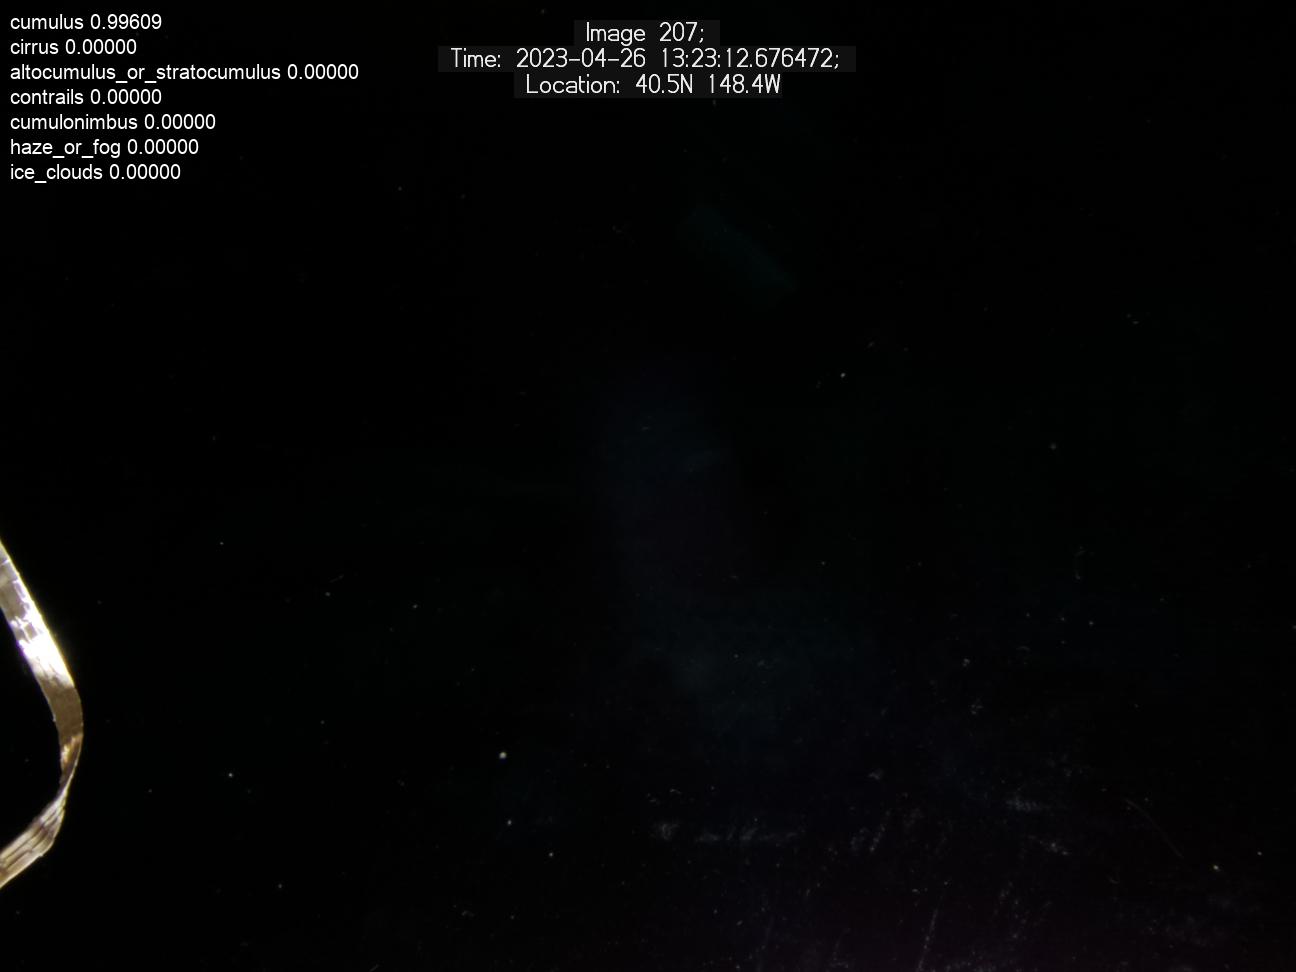 cumulus 0.99609
cirrus 0.00000
altocumulus_or_stratocumulus 0.00000
contrails 0.00000
cumulonimbus 0.00000
haze_or_fog 0.00000
ice_clouds 0.00000
Image 207;
Time: 2023-04-26 13:23:12.676472;
Location: 40.5N 148.4W